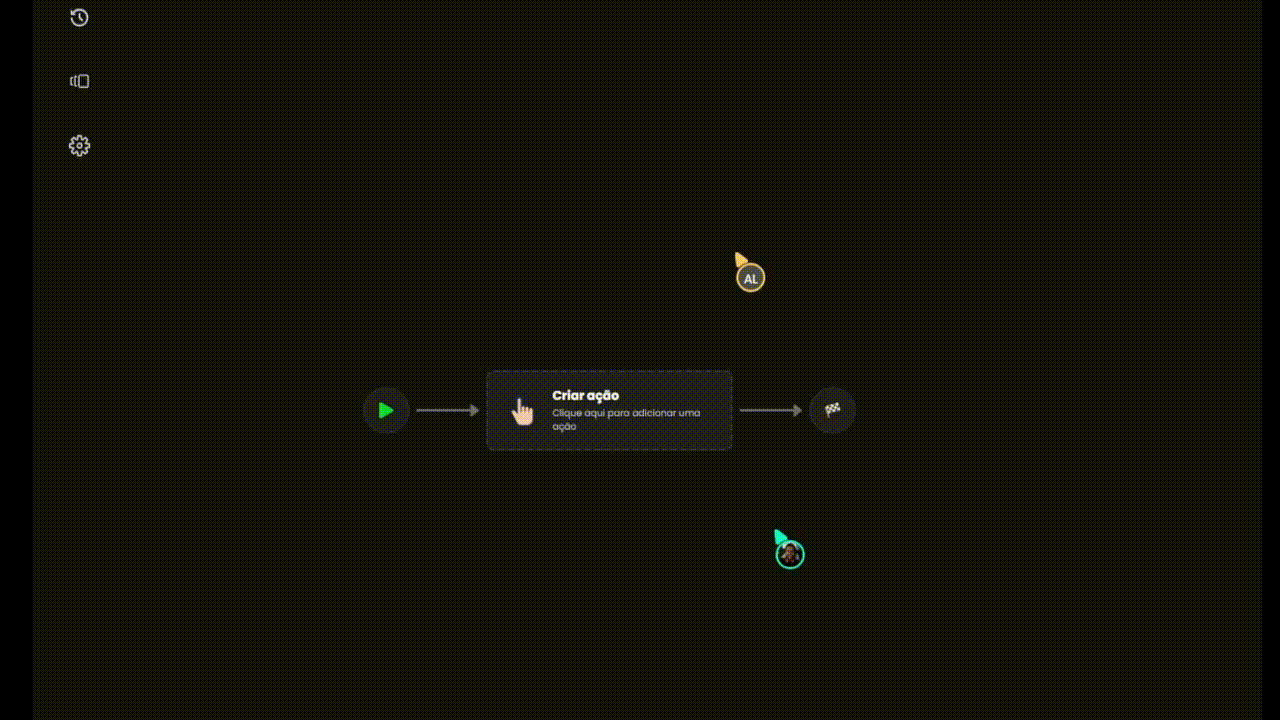 AL
Criar ação
Clique aqui para adicionar uma
ação